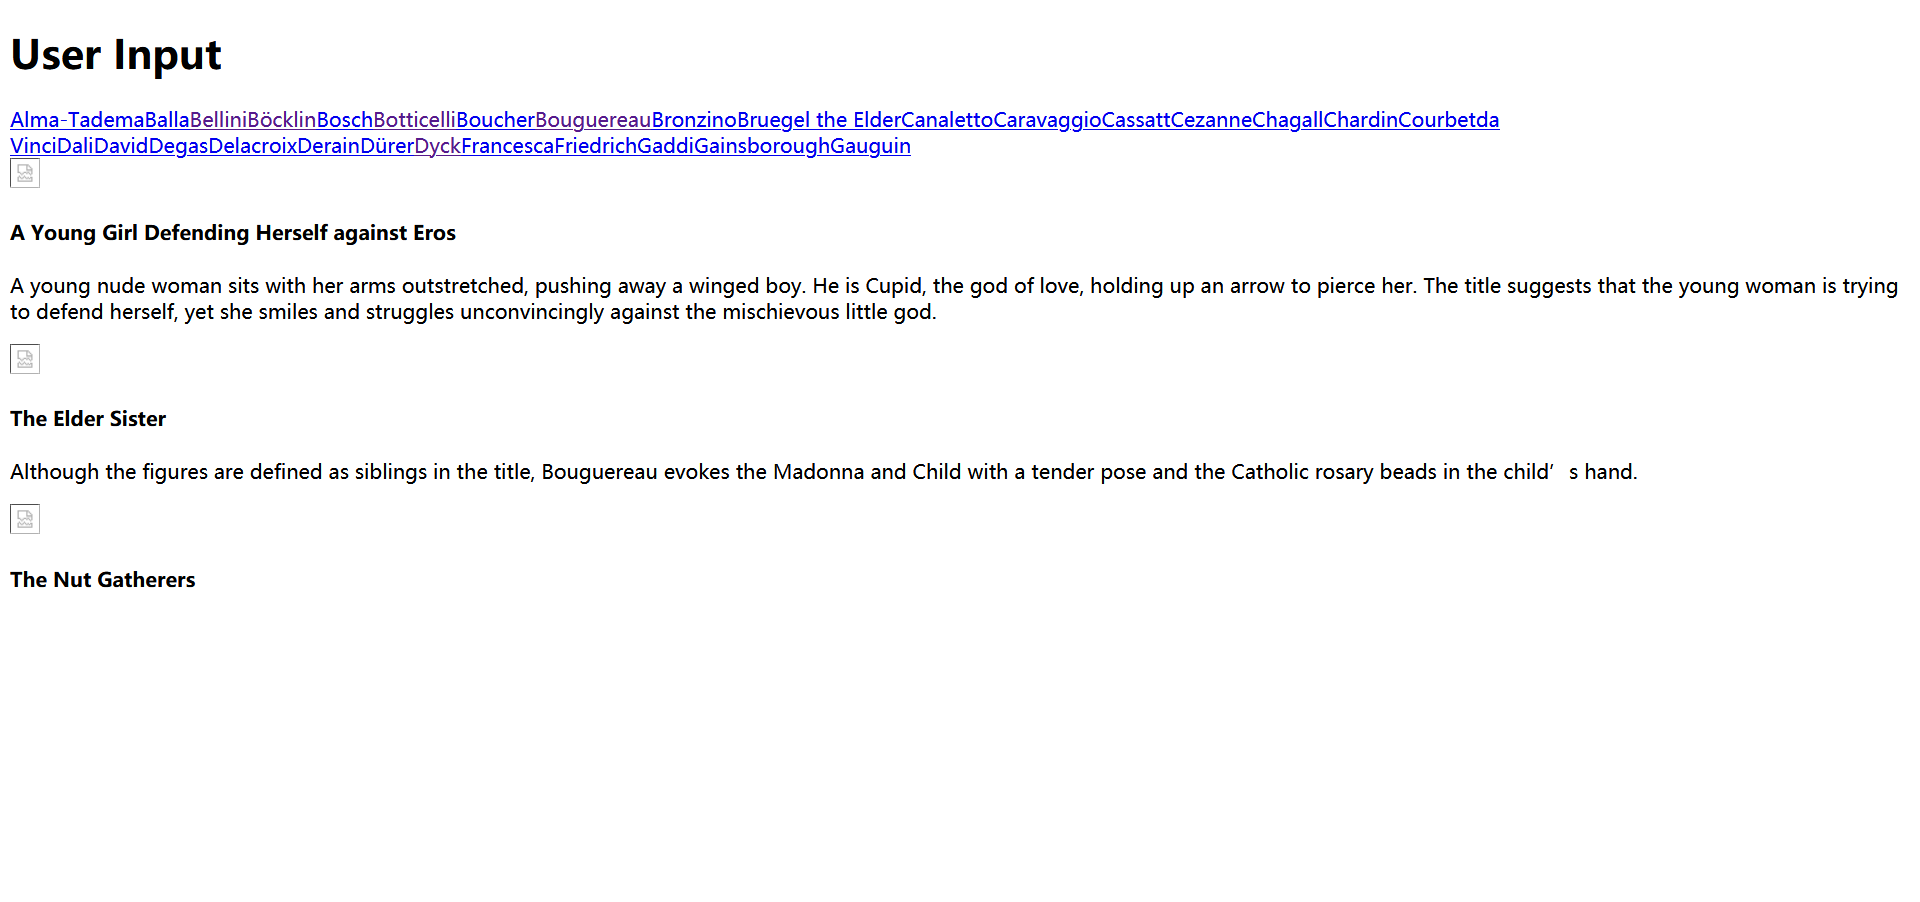 User Input
Alma-TademaBallaBelliniBöcklinBoschBotticelliBoucherBouguereauBronzinoBruegel the ElderCanalettoCaravaggioCassattCezanneChagallChardinCourbetda
VinciDaliDavidDegasDelacroixDerainDürerDyckFrancescaFriedrichGaddiGainsboroughGauguin
A Young Girl Defending Herself against Eros
A young nude woman sits with her arms outstretched, pushing away a winged boy. He is Cupid, the god of love, holding up an arrow to pierce her. The title suggests that the young woman is trying
to defend herself, yet she smiles and struggles unconvincingly against the mischievous little god.
The Elder Sister
Although the figures are defined as siblings in the title, Bouguereau evokes the Madonna and Child with a tender pose and the Catholic rosary beads in the child’s hand.
The Nut Gatherers